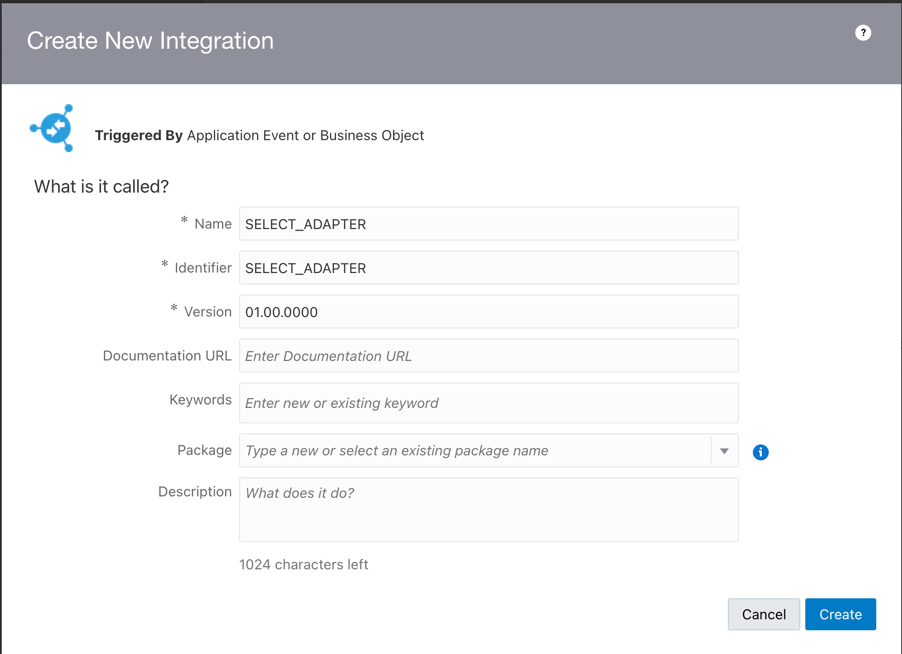 Create New Integration
?
Triggered By Application Event or Business Object
What is it called?
* Name SELECT_ADAPTER
* Identifier SELECT_ADAPTER
* Version 01.00.0000
Documentation URL Enter Documentation URL
Keywords Enter new or existing keyword
Package Type a new or select an existing package name i
Description What does it do?
1024 characters left
Cancel Create